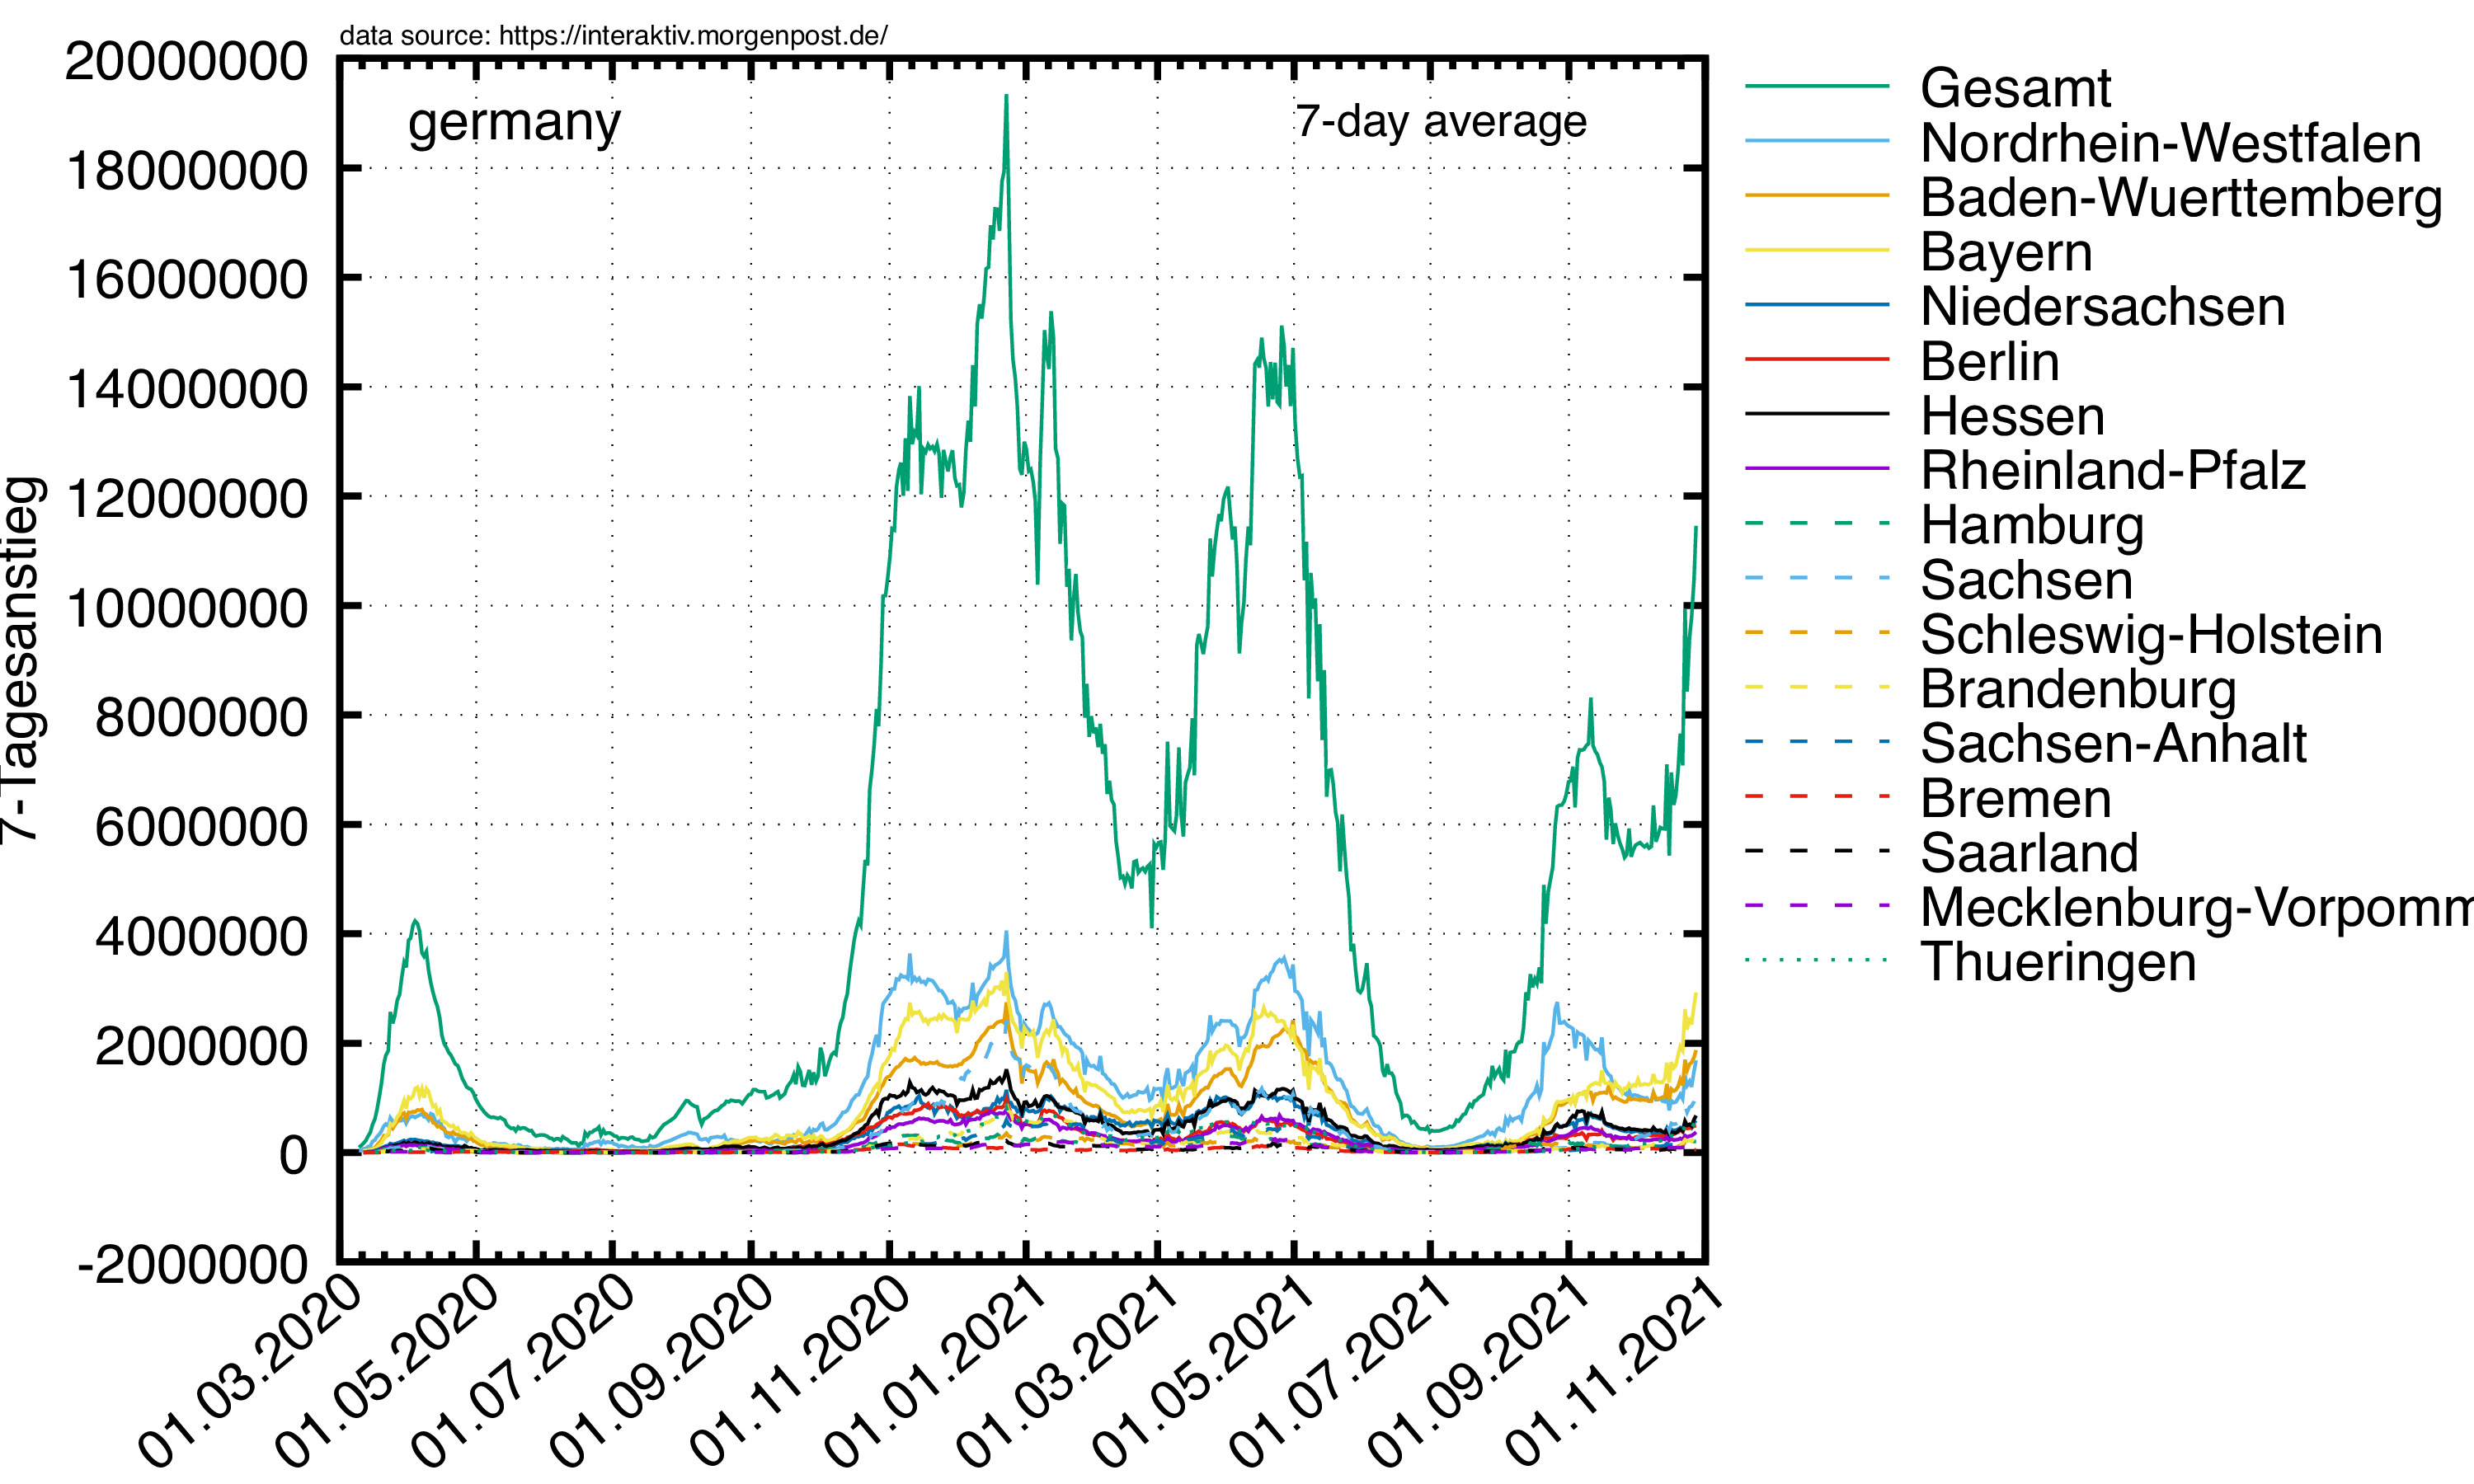 data source: https://interaktiv.morgenpost.de/
germany
7-day average
7-Tagesanstieg
20000000
18000000
16000000
14000000
12000000
10000000
8000000
6000000
4000000
2000000
0
-2000000
01.03.2020
01.05.2020
01.07.2020
01.09.2020
01.11.2020
01.01.2021
01.03.2021
01.05.2021
01.07.2021
01.09.2021
01.11.2021
Gesamt
Nordrhein-Westfalen
Baden-Wuerttemberg
Bayern
Niedersachsen
Berlin
Hessen
Rheinland-Pfalz
Hamburg
Sachsen
Schleswig-Holstein
Brandenburg
Sachsen-Anhalt
Bremen
Saarland
Mecklenburg-Vorpomm
Thueringen